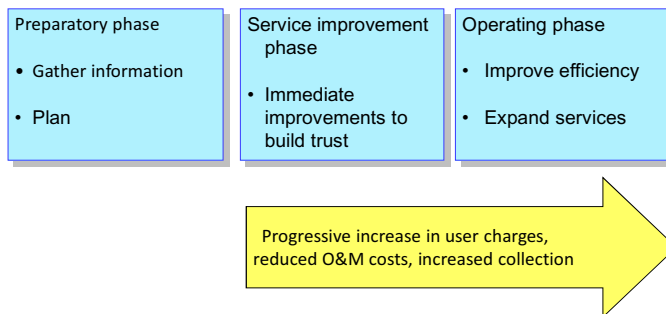 Preparatory phase
• Gather information
• Plan
Service improvement
phase
• Immediate
improvements to
build trust
Operating phase
• Improve efficiency
• Expand services
Progressive increase in user charges,
reduced O&M costs, increased collection